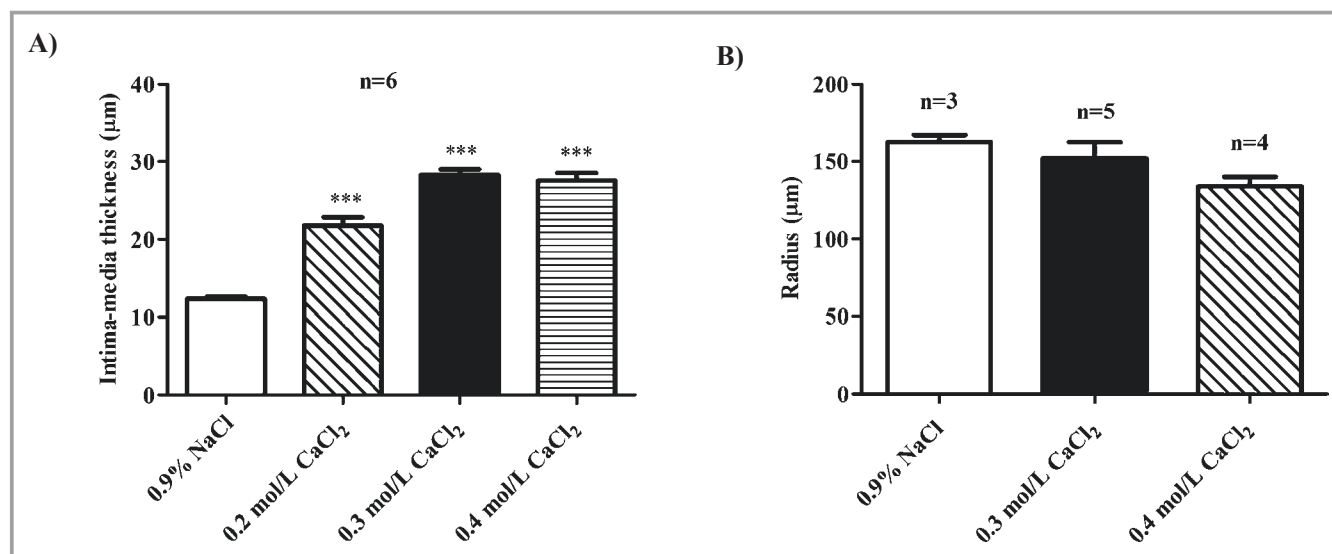 A)
n=6
Intima-media thickness (μm)
40
30
20
10
0
***
***
***
0.9% NaCl
0.2 mol/L CaCl₂
0.3 mol/L CaCl₂
0.4 mol/L CaCl₂
B)
Radius (μm)
200
150
100
50
0
n=3
n=5
n=4
0.9% NaCl
0.3 mol/L CaCl₂
0.4 mol/L CaCl₂